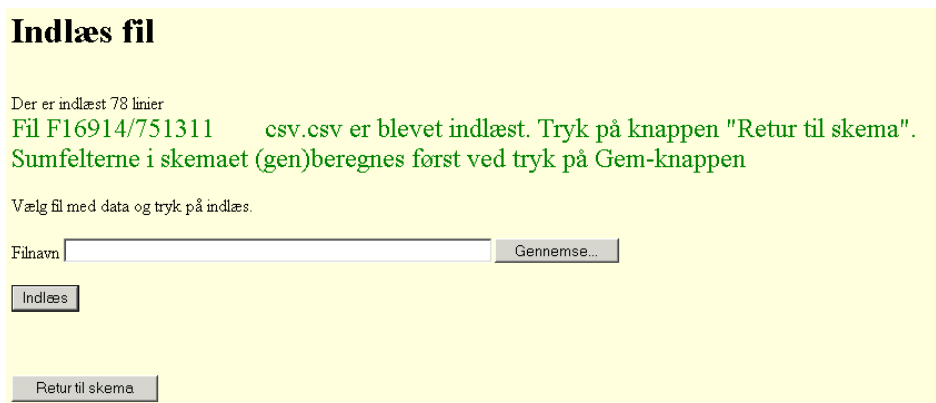 Indlæs fil
Der er indlæst 78 linier
Fil F16914/751311 csv.csv er blevet indlæst. Tryk på knappen "Retur til skema".
Sumfelterne i skemaet (gen)beregnes først ved tryk på Gem-knappen
Vælg fil med data og tryk på indlæs.
Filnavn Gennemse...
Indlæs
Retur til skema